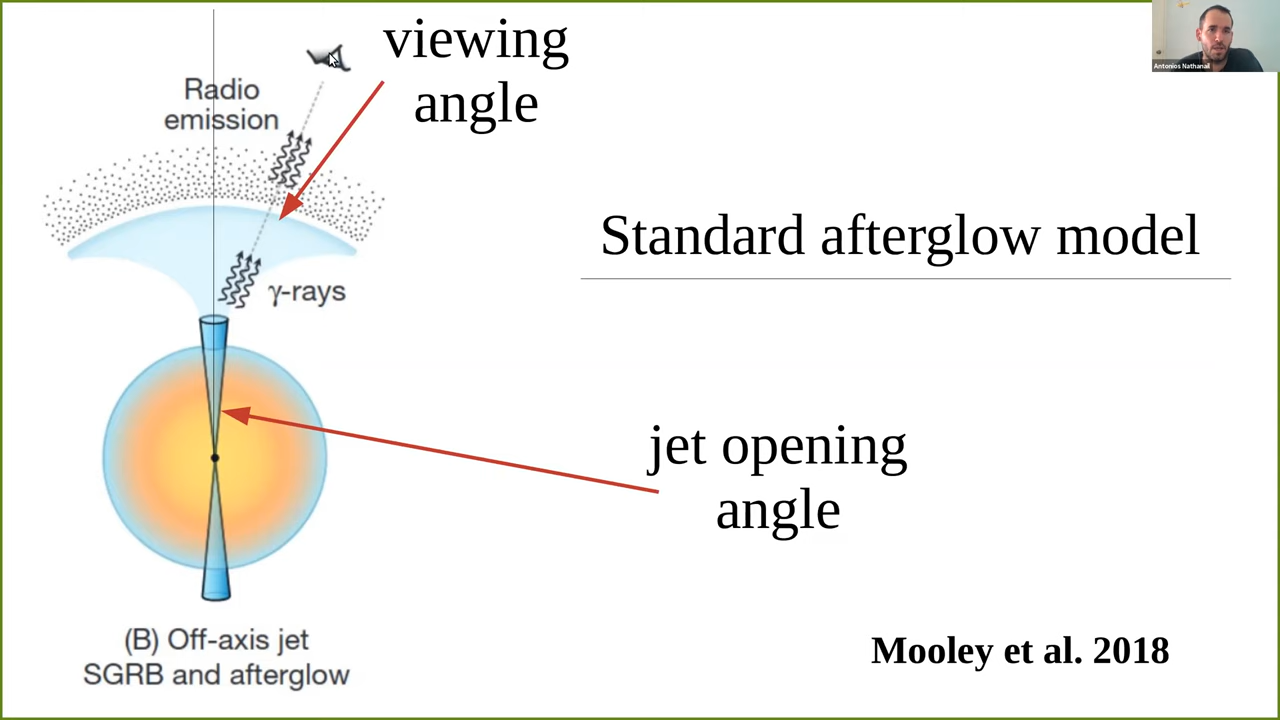 viewing
angle
Radio
emission
γ-rays
Standard afterglow model
jet opening
angle
(B) Off-axis jet
SGRB and afterglow
Mooley et al. 2018
Antonios Nathanail